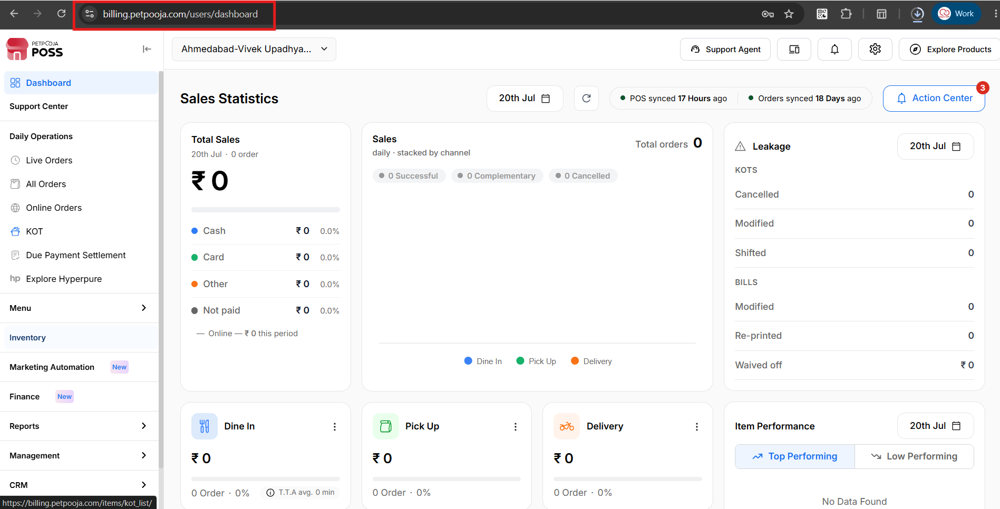 billing.petpooja.com/users/dashboard
Work
PETPOOJA
POSS
Ahmedabad-Vivek Upadhya...
Support Agent
Explore Products
Dashboard
Support Center
Daily Operations
Live Orders
All Orders
Online Orders
KOT
Due Payment Settlement
hp Explore Hyperpure
Menu
Inventory
Marketing Automation New
Finance New
Reports
Management
CRM
https://billing.petpooja.com/items/kot_list/
Sales Statistics
20th Jul
POS synced 17 Hours ago
Orders synced 18 Days ago
Action Center
3
Total Sales
20th Jul · 0 order
₹ 0
Cash ₹ 0 0.0%
Card ₹ 0 0.0%
Other ₹ 0 0.0%
Not paid ₹ 0 0.0%
— Online — ₹ 0 this period
Sales
daily · stacked by channel
Total orders 0
0 Successful
0 Complementary
0 Cancelled
Dine In
Pick Up
Delivery
Leakage
20th Jul
KOTS
Cancelled 0
Modified 0
Shifted 0
BILLS
Modified 0
Re-printed 0
Waived off ₹ 0
Dine In
₹ 0
0 Order · 0%
T.T.A avg. 0 min
Pick Up
₹ 0
0 Order · 0%
Delivery
₹ 0
0 Order · 0%
Item Performance
20th Jul
Top Performing
Low Performing
No Data Found